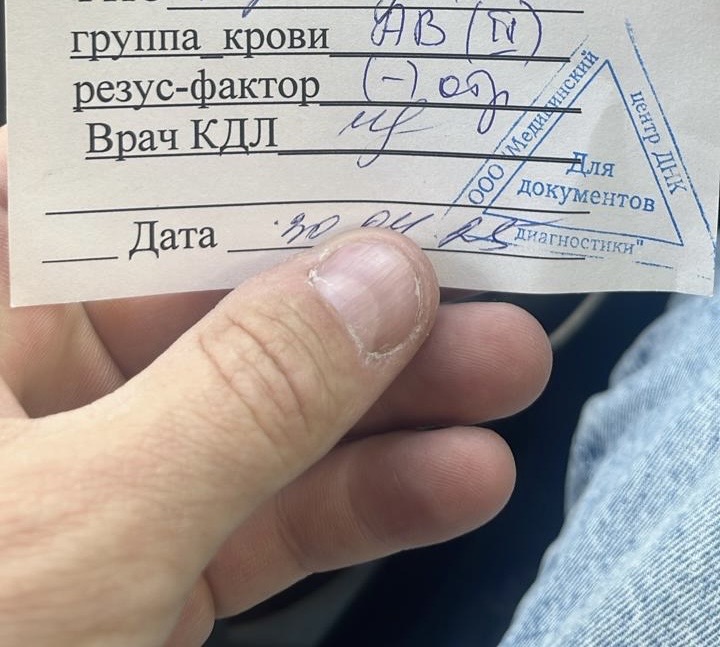 группа крови АВ (IV)
резус-фактор (-) отр
Врач КДЛ
Дата 30.04.25
ООО "Медицинский
центр ДНК
диагностики"
Для
документов